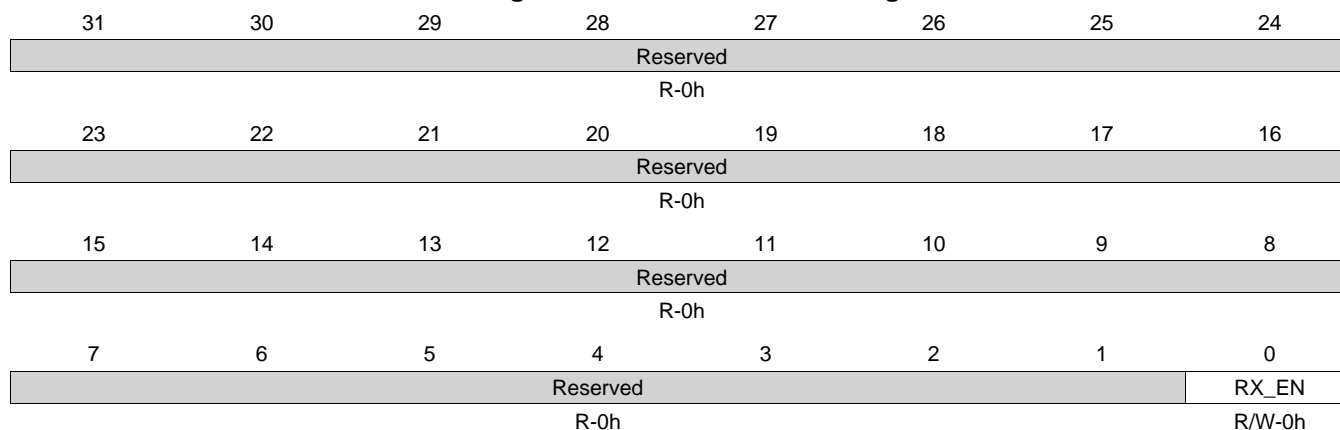 31 30 29 28 27 26 25 24
Reserved
R-0h
23 22 21 20 19 18 17 16
Reserved
R-0h
15 14 13 12 11 10 9 8
Reserved
R-0h
7 6 5 4 3 2 1 0
Reserved RX_EN
R-0h R/W-0h